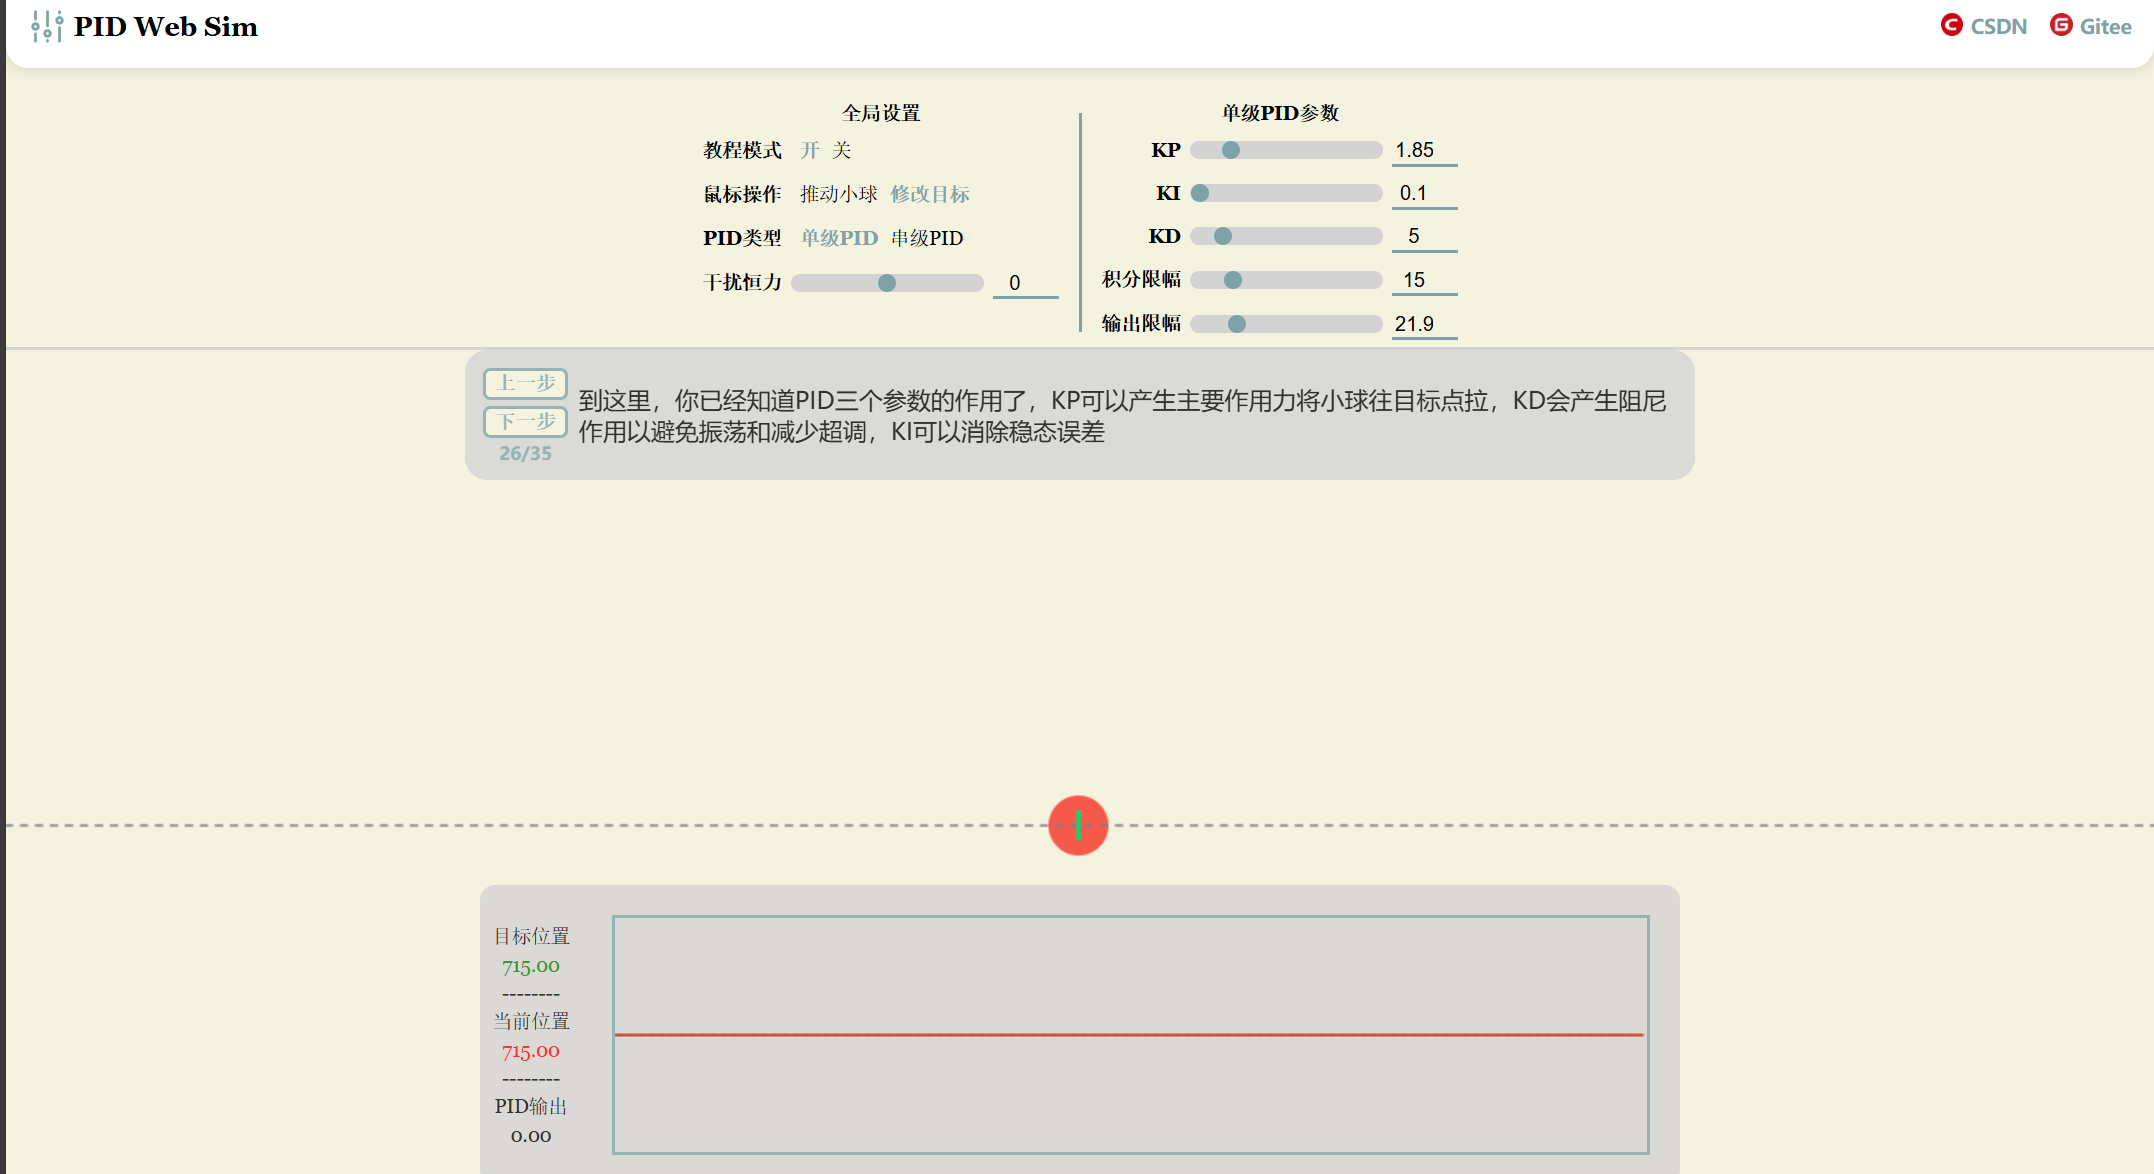 PID Web Sim
CSDN Gitee
全局设置
教程模式 开 关
鼠标操作 推动小球 修改目标
PID类型 单级PID 串级PID
干扰恒力 0
单级PID参数
KP 1.85
KI 0.1
KD 5
积分限幅 15
输出限幅 21.9
上一步
下一步
26/35
到这里，你已经知道PID三个参数的作用了，KP可以产生主要作用力将小球往目标点拉，KD会产生阻尼
作用以避免振荡和减少超调，KI可以消除稳态误差
目标位置
715.00
--------
当前位置
715.00
--------
PID输出
0.00